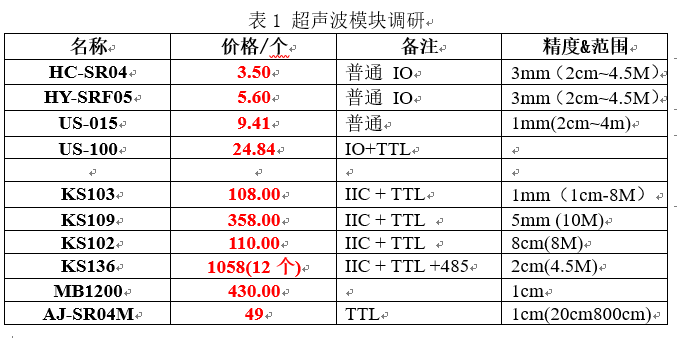 表 1 超声波模块调研
名称 价格/个 备注 精度&范围
HC-SR04 3.50 普通 IO 3mm（2cm~4.5M）
HY-SRF05 5.60 普通 IO 3mm（2cm~4.5M）
US-015 9.41 普通 1mm(2cm~4m)
US-100 24.84 IO+TTL
KS103 108.00 IIC + TTL 1mm（1cm-8M）
KS109 358.00 IIC + TTL 5mm (10M)
KS102 110.00 IIC + TTL 8cm(8M)
KS136 1058(12 个) IIC + TTL +485 2cm(4.5M)
MB1200 430.00 1cm
AJ-SR04M 49 TTL 1cm(20cm800cm)